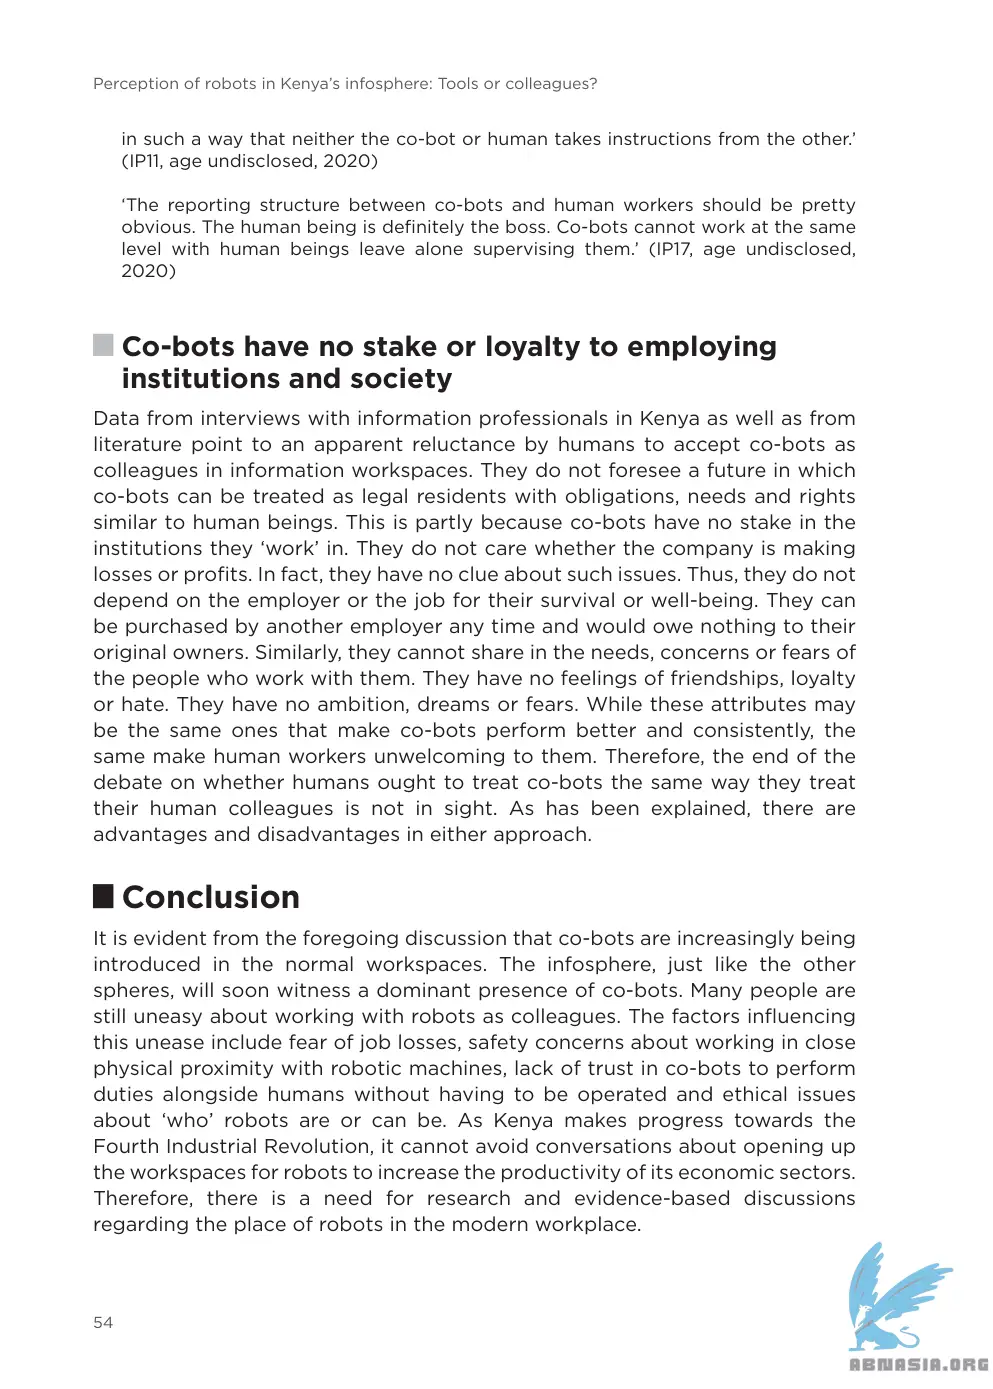 Perception of robots in Kenya’s infosphere: Tools or colleagues?
in such a way that neither the co-bot or human takes instructions from the other.’
(IP11, age undisclosed, 2020)
‘The reporting structure between co-bots and human workers should be pretty
obvious. The human being is definitely the boss. Co-bots cannot work at the same
level with human beings leave alone supervising them.’ (IP17, age undisclosed,
2020)
Co-bots have no stake or loyalty to employing
institutions and society
Data from interviews with information professionals in Kenya as well as from
literature point to an apparent reluctance by humans to accept co-bots as
colleagues in information workspaces. They do not foresee a future in which
co-bots can be treated as legal residents with obligations, needs and rights
similar to human beings. This is partly because co-bots have no stake in the
institutions they ‘work’ in. They do not care whether the company is making
losses or profits. In fact, they have no clue about such issues. Thus, they do not
depend on the employer or the job for their survival or well-being. They can
be purchased by another employer any time and would owe nothing to their
original owners. Similarly, they cannot share in the needs, concerns or fears of
the people who work with them. They have no feelings of friendships, loyalty
or hate. They have no ambition, dreams or fears. While these attributes may
be the same ones that make co-bots perform better and consistently, the
same make human workers unwelcoming to them. Therefore, the end of the
debate on whether humans ought to treat co-bots the same way they treat
their human colleagues is not in sight. As has been explained, there are
advantages and disadvantages in either approach.
Conclusion
It is evident from the foregoing discussion that co-bots are increasingly being
introduced in the normal workspaces. The infosphere, just like the other
spheres, will soon witness a dominant presence of co-bots. Many people are
still uneasy about working with robots as colleagues. The factors influencing
this unease include fear of job losses, safety concerns about working in close
physical proximity with robotic machines, lack of trust in co-bots to perform
duties alongside humans without having to be operated and ethical issues
about ‘who’ robots are or can be. As Kenya makes progress towards the
Fourth Industrial Revolution, it cannot avoid conversations about opening up
the workspaces for robots to increase the productivity of its economic sectors.
Therefore, there is a need for research and evidence-based discussions
regarding the place of robots in the modern workplace.
54
ABNASIA.ORG